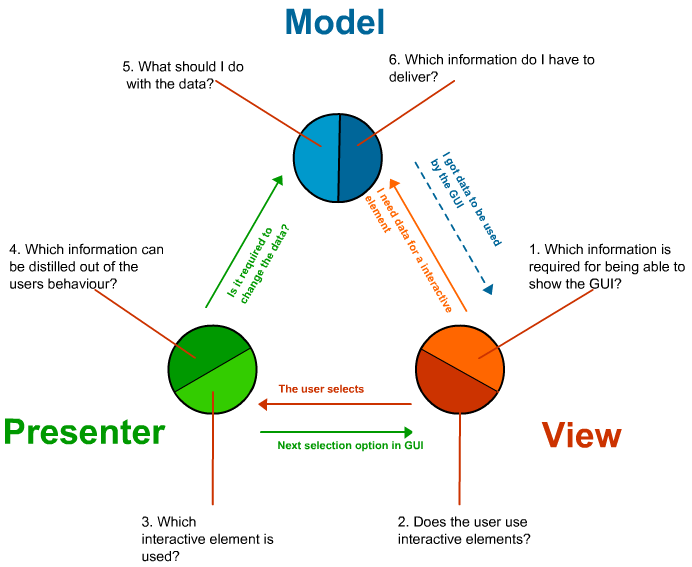 Model
5. What should I do
with the data?
6. Which information do I have to
deliver?
I got data to be used
by the GUI
I need data for a interactive
element
Is it required to
change the data?
4. Which information can
be distilled out of the
users behaviour?
1. Which information is
required for being able to
show the GUI?
The user selects
Presenter
View
Next selection option in GUI
3. Which
interactive element is
used?
2. Does the user use
interactive elements?